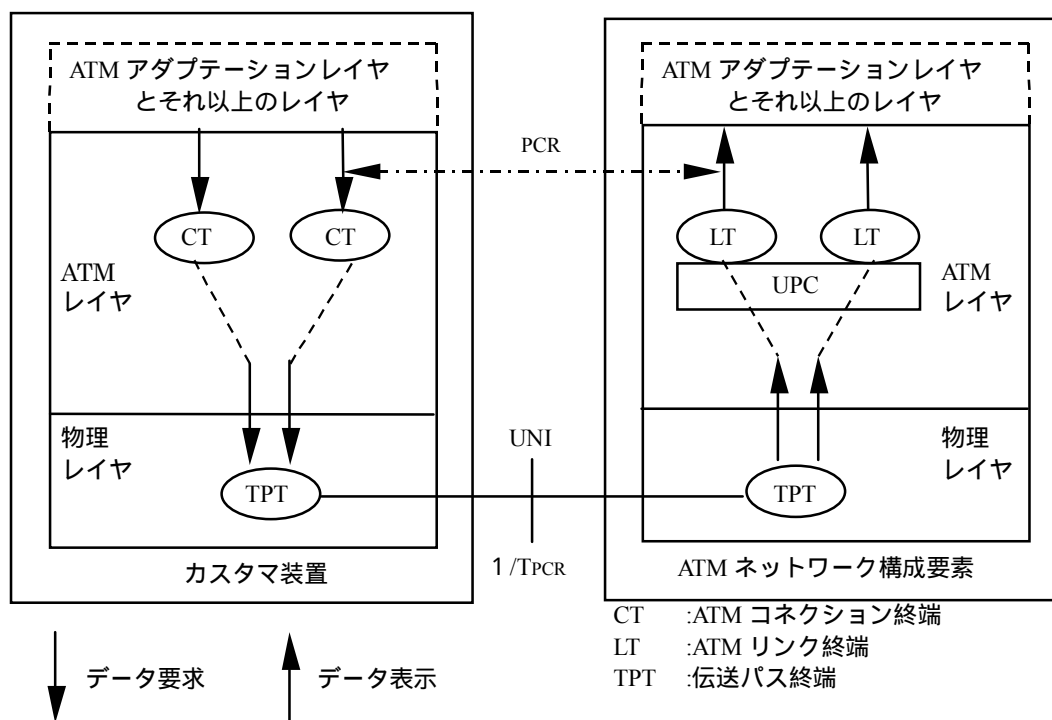 ATM アダプテーションレイヤ
とそれ以上のレイヤ
CT
CT
ATM
レイヤ
物理
レイヤ
TPT
カスタマ装置
PCR
UNI
1 /TPCR
ATM アダプテーションレイヤ
とそれ以上のレイヤ
LT
LT
UPC
ATM
レイヤ
物理
レイヤ
TPT
ATM ネットワーク構成要素
CT :ATM コネクション終端
LT :ATM リンク終端
TPT :伝送パス終端
データ要求
データ表示